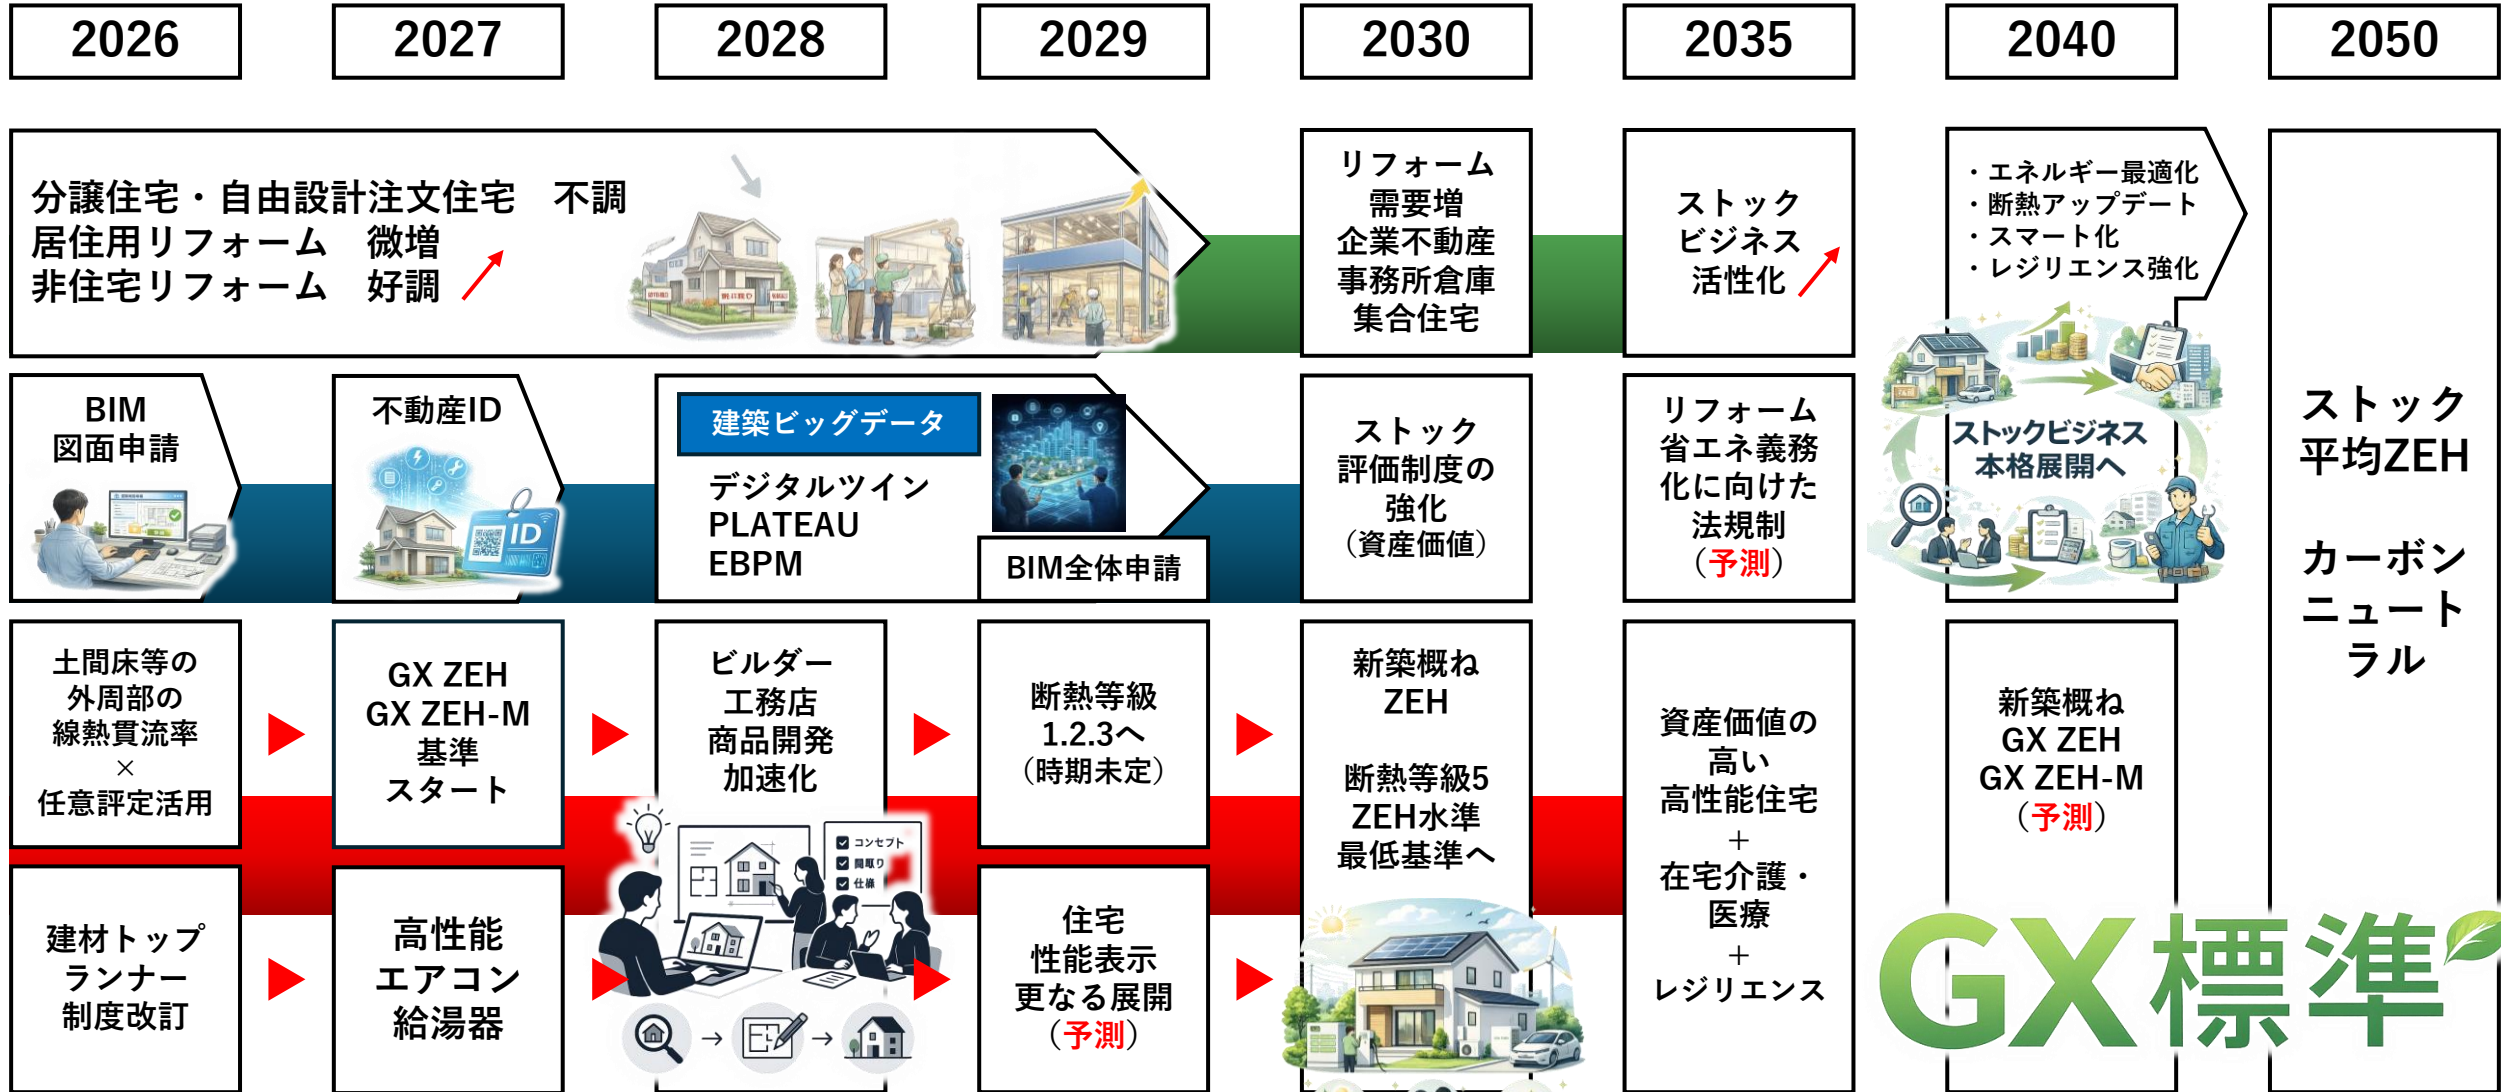 2026
2027
2028
2029
2030
2035
2040
2050
分譲住宅・自由設計注文住宅　不調
居住用リフォーム　微増
非住宅リフォーム　好調
リフォーム
需要増
企業不動産
事務所倉庫
集合住宅
ストック
ビジネス
活性化
・エネルギー最適化
・断熱アップデート
・スマート化
・レジリエンス強化
BIM
図面申請
不動産ID
ID
建築ビッグデータ
デジタルツイン
PLATEAU
EBPM
BIM全体申請
ストック
評価制度の
強化
（資産価値）
リフォーム
省エネ義務
化に向けた
法規制
（予測）
ストックビジネス
本格展開へ
ストック
平均ZEH
カーボン
ニュート
ラル
土間床等の
外周部の
線熱貫流率
×
任意評定活用
GX ZEH
GX ZEH-M
基準
スタート
ビルダー
工務店
商品開発
加速化
コンセプト
間取り
仕様
断熱等級
1.2.3へ
（時期未定）
新築概ね
ZEH
断熱等級5
ZEH水準
最低基準へ
資産価値の
高い
高性能住宅
＋
在宅介護・
医療
＋
レジリエンス
新築概ね
GX ZEH
GX ZEH-M
（予測）
建材トップ
ランナー
制度改訂
高性能
エアコン
給湯器
住宅
性能表示
更なる展開
（予測）
GX標準